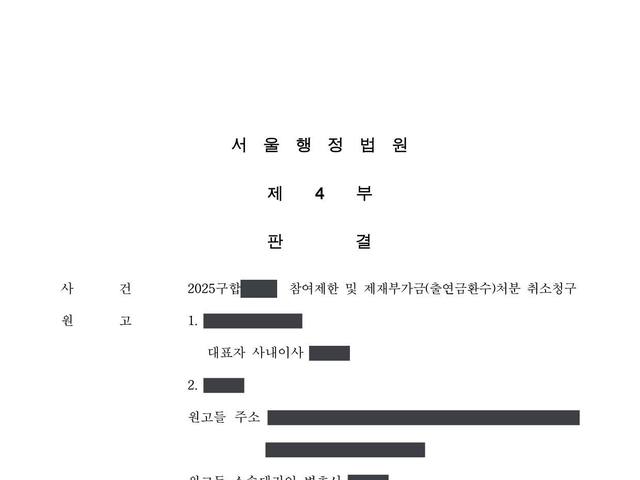 서 울 행 정 법 원
제 4 부
판 결
사 건 2025구합 참여제한 및 제재부가금(출연금환수)처분 취소청구
원 고 1.
대표자 사내이사
2.
원고들 주소